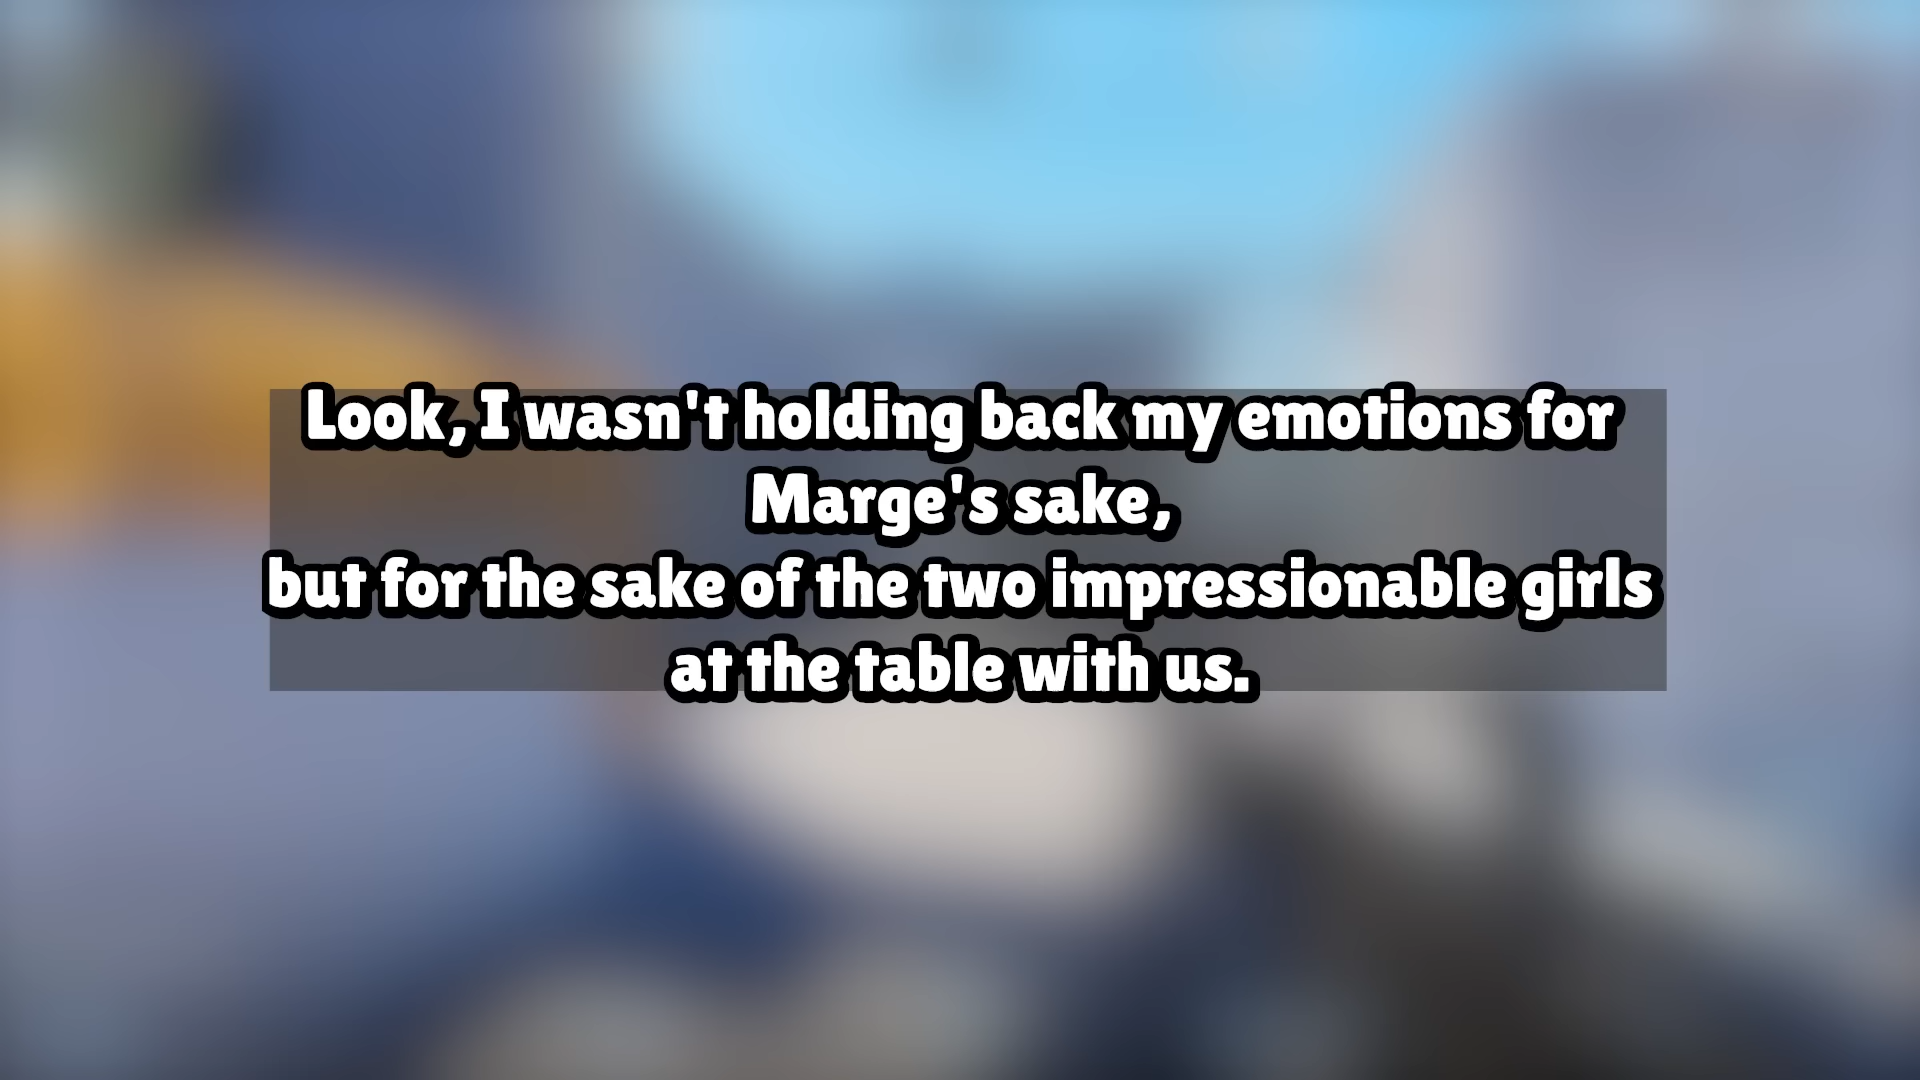 Look, I wasn't holding back my emotions for
Marge's sake,
but for the sake of the two impressionable girls
at the table with us.